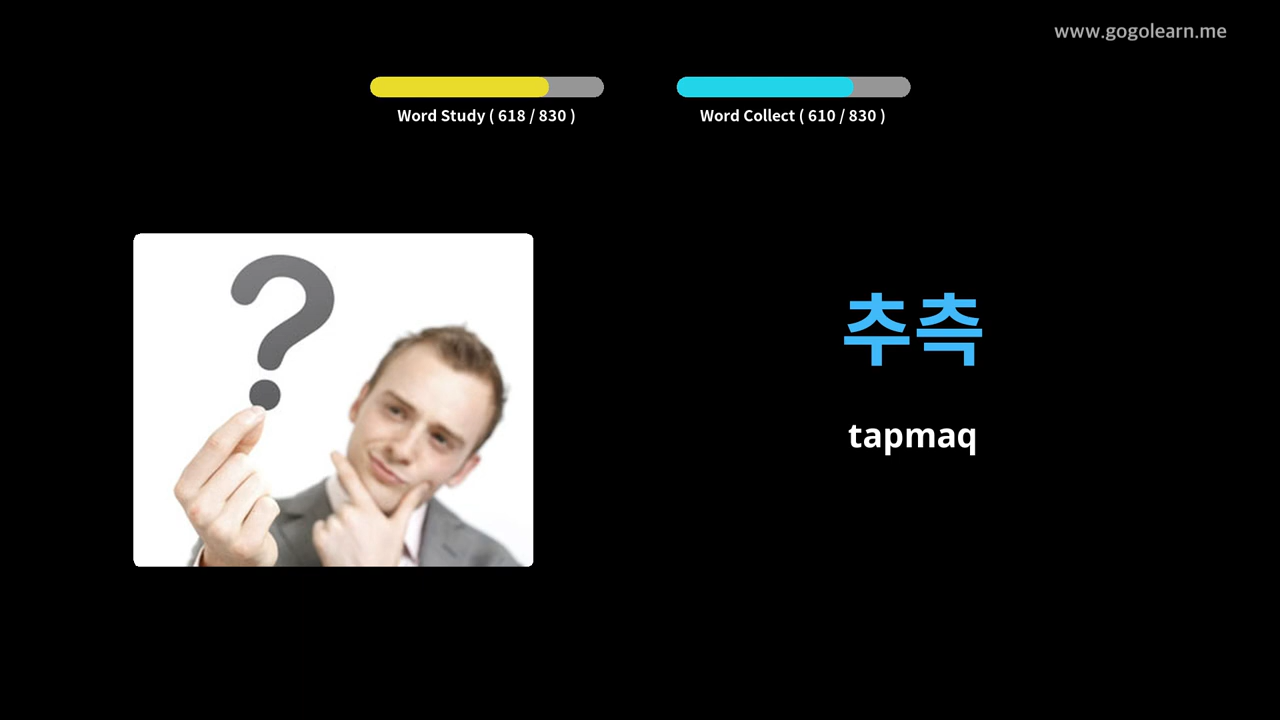 www.gogolearn.me
Word Study ( 618 / 830 )
Word Collect ( 610 / 830 )
?
추측
tapmaq